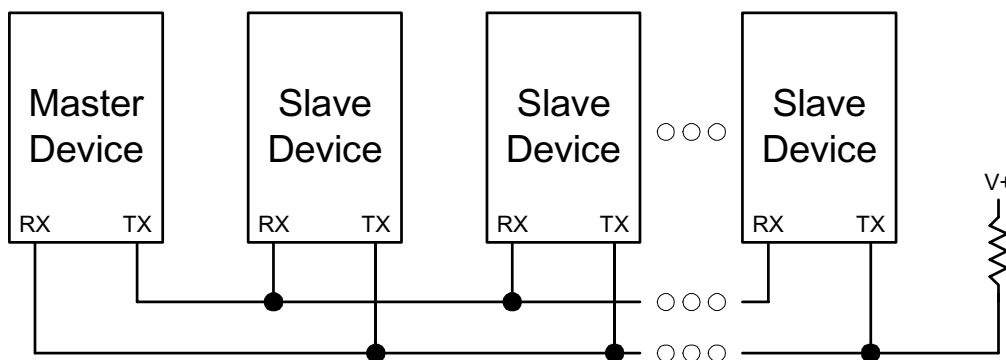 Master
Device
Slave
Device
Slave
Device
Slave
Device
V+
RX TX
RX TX
RX TX
RX TX